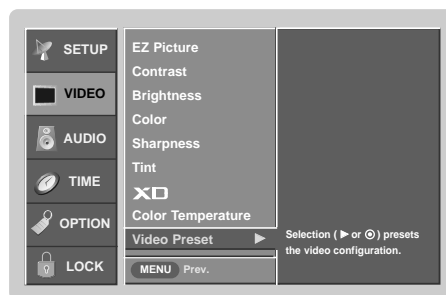 SETUP
VIDEO
AUDIO
TIME
OPTION
LOCK
EZ Picture
Contrast
Brightness
Color
Sharpness
Tint
XD
Color Temperature
Video Preset ▶
MENU Prev.
Selection ( ▶ or ⊙ ) presets
the video configuration.